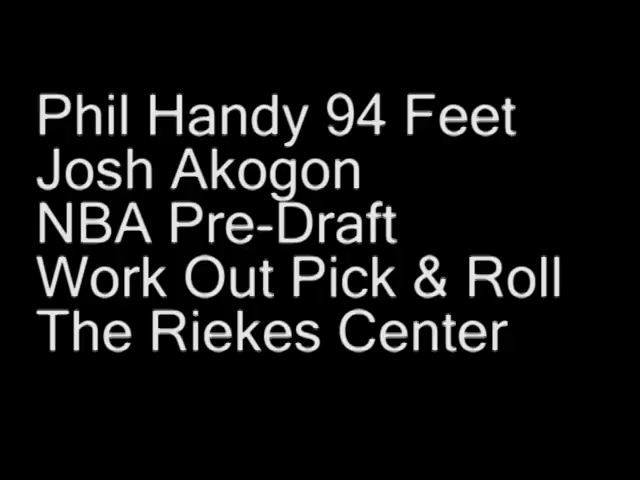 Phil Handy 94 Feet
Josh Akogon
NBA Pre-Draft
Work Out Pick & Roll
The Riekes Center